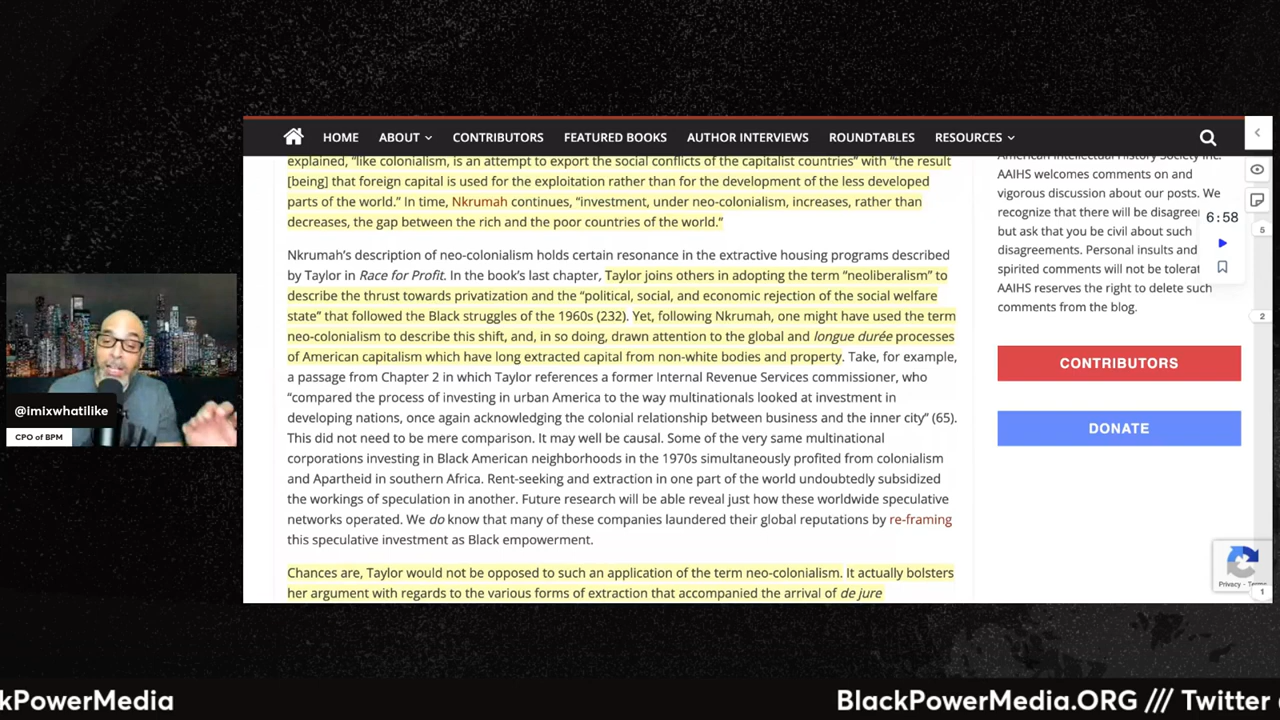 HOME ABOUT CONTRIBUTORS FEATURED BOOKS AUTHOR INTERVIEWS ROUNDTABLES RESOURCES
explained, “like colonialism, is an attempt to export the social conflicts of the capitalist countries” with “the result
[being] that foreign capital is used for the exploitation rather than for the development of the less developed
parts of the world.” In time, Nkrumah continues, “investment, under neo-colonialism, increases, rather than
decreases, the gap between the rich and the poor countries of the world.”
Nkrumah’s description of neo-colonialism holds certain resonance in the extractive housing programs described
by Taylor in Race for Profit. In the book’s last chapter, Taylor joins others in adopting the term “neoliberalism” to
describe the thrust towards privatization and the “political, social, and economic rejection of the social welfare
state” that followed the Black struggles of the 1960s (232). Yet, following Nkrumah, one might have used the term
neo-colonialism to describe this shift, and, in so doing, drawn attention to the global and longue durée processes
of American capitalism which have long extracted capital from non-white bodies and property. Take, for example,
a passage from Chapter 2 in which Taylor references a former Internal Revenue Services commissioner, who
“compared the process of investing in urban America to the way multinationals looked at investment in
developing nations, once again acknowledging the colonial relationship between business and the inner city” (65).
This did not need to be mere comparison. It may well be causal. Some of the very same multinational
corporations investing in Black American neighborhoods in the 1970s simultaneously profited from colonialism
and Apartheid in southern Africa. Rent-seeking and extraction in one part of the world undoubtedly subsidized
the workings of speculation in another. Future research will be able reveal just how these worldwide speculative
networks operated. We do know that many of these companies laundered their global reputations by re-framing
this speculative investment as Black empowerment.
Chances are, Taylor would not be opposed to such an application of the term neo-colonialism. It actually bolsters
her argument with regards to the various forms of extraction that accompanied the arrival of de jure
American Intellectual History Society Inc.
AAIHS welcomes comments on and
vigorous discussion about our posts. We
recognize that there will be disagree
but ask that you be civil about such
disagreements. Personal insults and
spirited comments will not be tolerat
AAIHS reserves the right to delete such
comments from the blog.
6:58
5
2
1
CONTRIBUTORS
DONATE
Privacy - Terms
@imixwhatilike
CPO of BPM
kPowerMedia
BlackPowerMedia.ORG /// Twitter